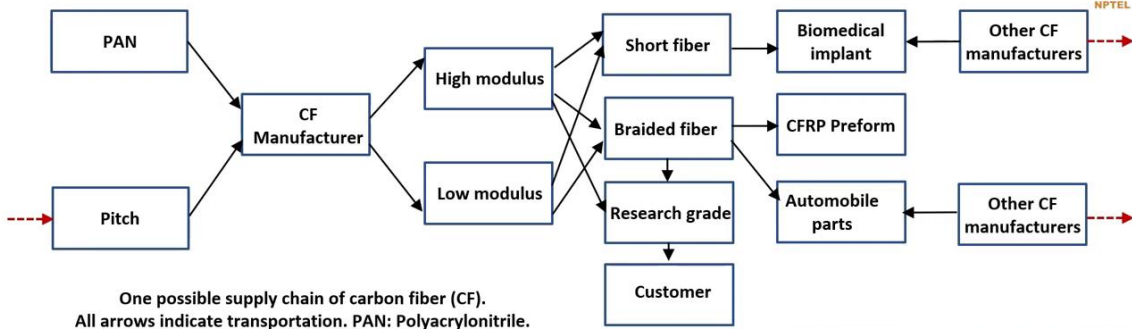 NPTEL
PAN
CF
Manufacturer
Pitch
High modulus
Low modulus
Short fiber
Braided fiber
Research grade
Customer
Biomedical
implant
CFRP Preform
Automobile
parts
Other CF
manufacturers
Other CF
manufacturers
One possible supply chain of carbon fiber (CF).
All arrows indicate transportation. PAN: Polyacrylonitrile.